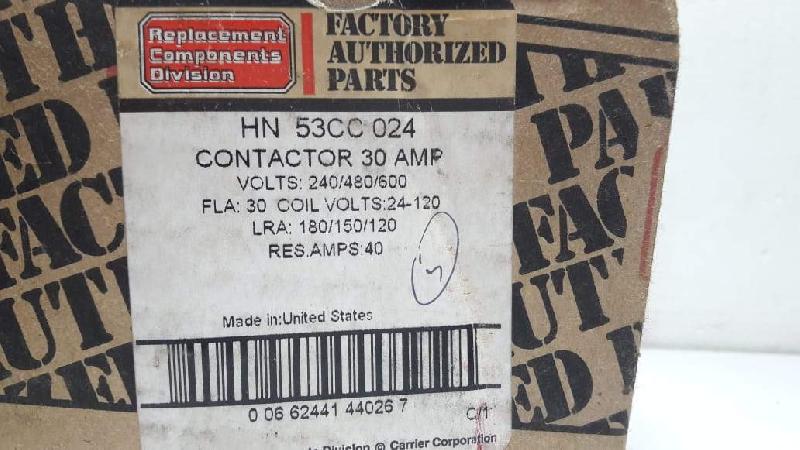 Replacement
Components
Division
FACTORY
AUTHORIZED
PARTS
HN 53CC 024
CONTACTOR 30 AMP
VOLTS: 240/480/600
FLA: 30 COIL VOLTS:24-120
LRA: 180/150/120
RES.AMPS:40
Made in:United States
0 06 62441 44026 7
C/1
Division © Carrier Corporation